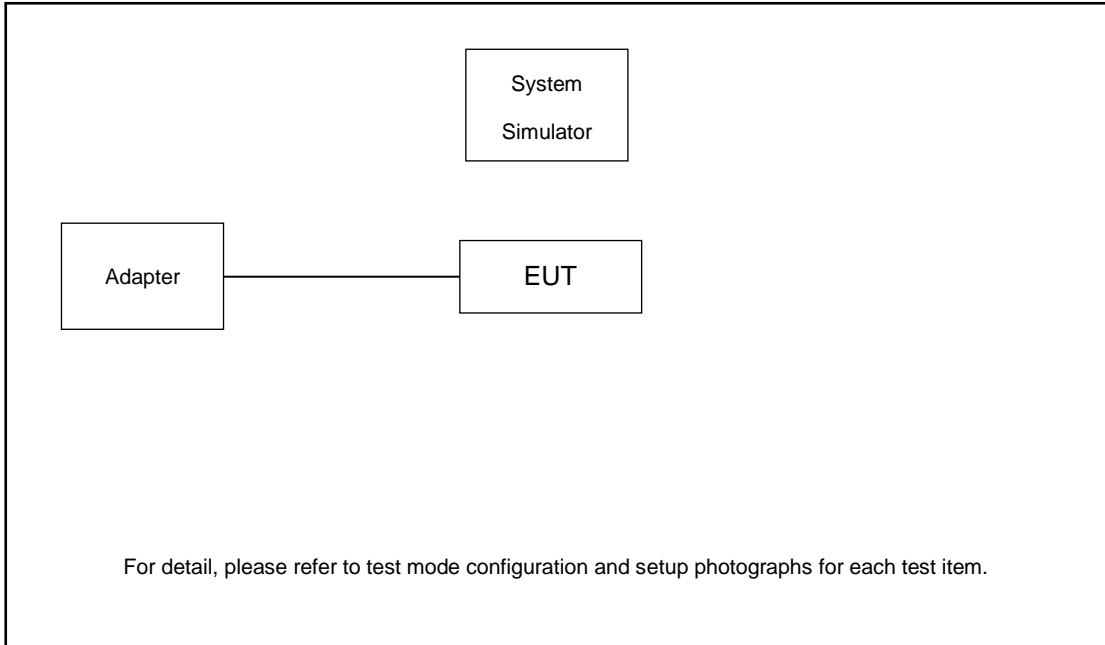 System
Simulator
Adapter
EUT
For detail, please refer to test mode configuration and setup photographs for each test item.